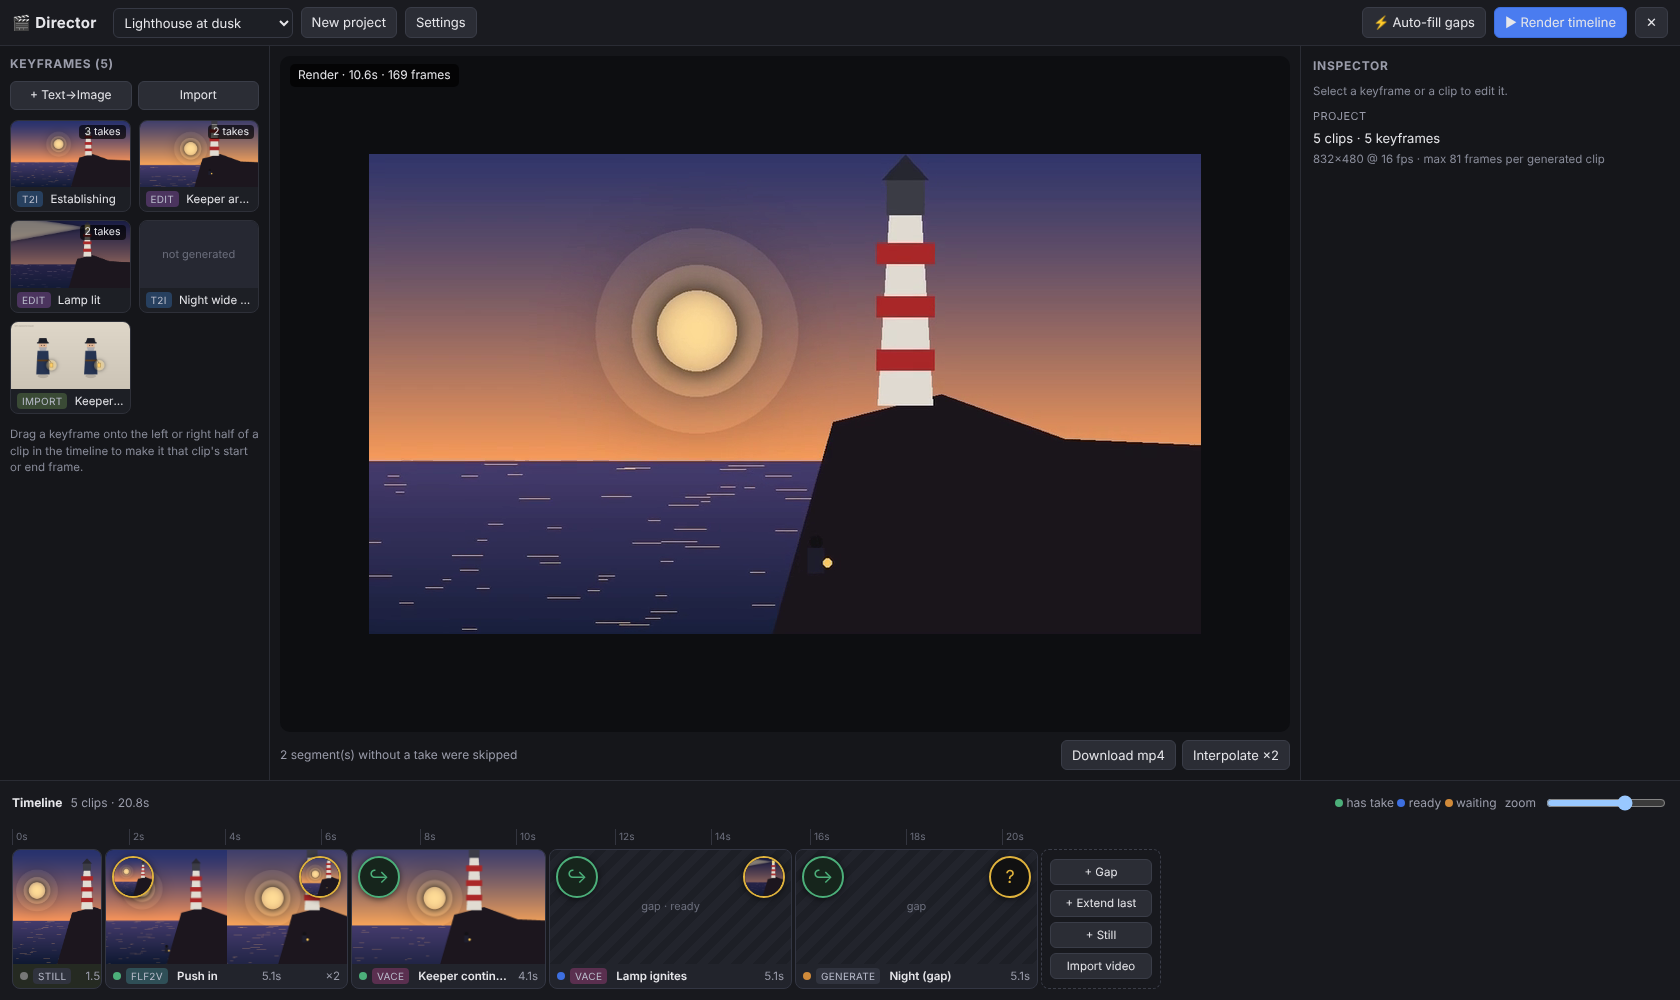 🎬 Director
Lighthouse at dusk
New project
Settings
⚡ Auto-fill gaps
▶ Render timeline
✕
KEYFRAMES (5)
+ Text→Image
Import
3 takes
T2I Establishing
2 takes
EDIT Keeper ar...
2 takes
EDIT Lamp lit
not generated
T2I Night wide ...
IMPORT Keeper...
Drag a keyframe onto the left or right half of a
clip in the timeline to make it that clip's start
or end frame.
Render · 10.6s · 169 frames
2 segment(s) without a take were skipped
Download mp4
Interpolate ×2
INSPECTOR
Select a keyframe or a clip to edit it.
PROJECT
5 clips · 5 keyframes
832×480 @ 16 fps · max 81 frames per generated clip
Timeline 5 clips · 20.8s
has take ready waiting zoom
0s 2s 4s 6s 8s 10s 12s 14s 16s 18s 20s
STILL 1.5
FLF2V Push in 5.1s ×2
VACE Keeper contin... 4.1s
gap · ready
VACE Lamp ignites 5.1s
?
gap
GENERATE Night (gap) 5.1s
+ Gap
+ Extend last
+ Still
Import video